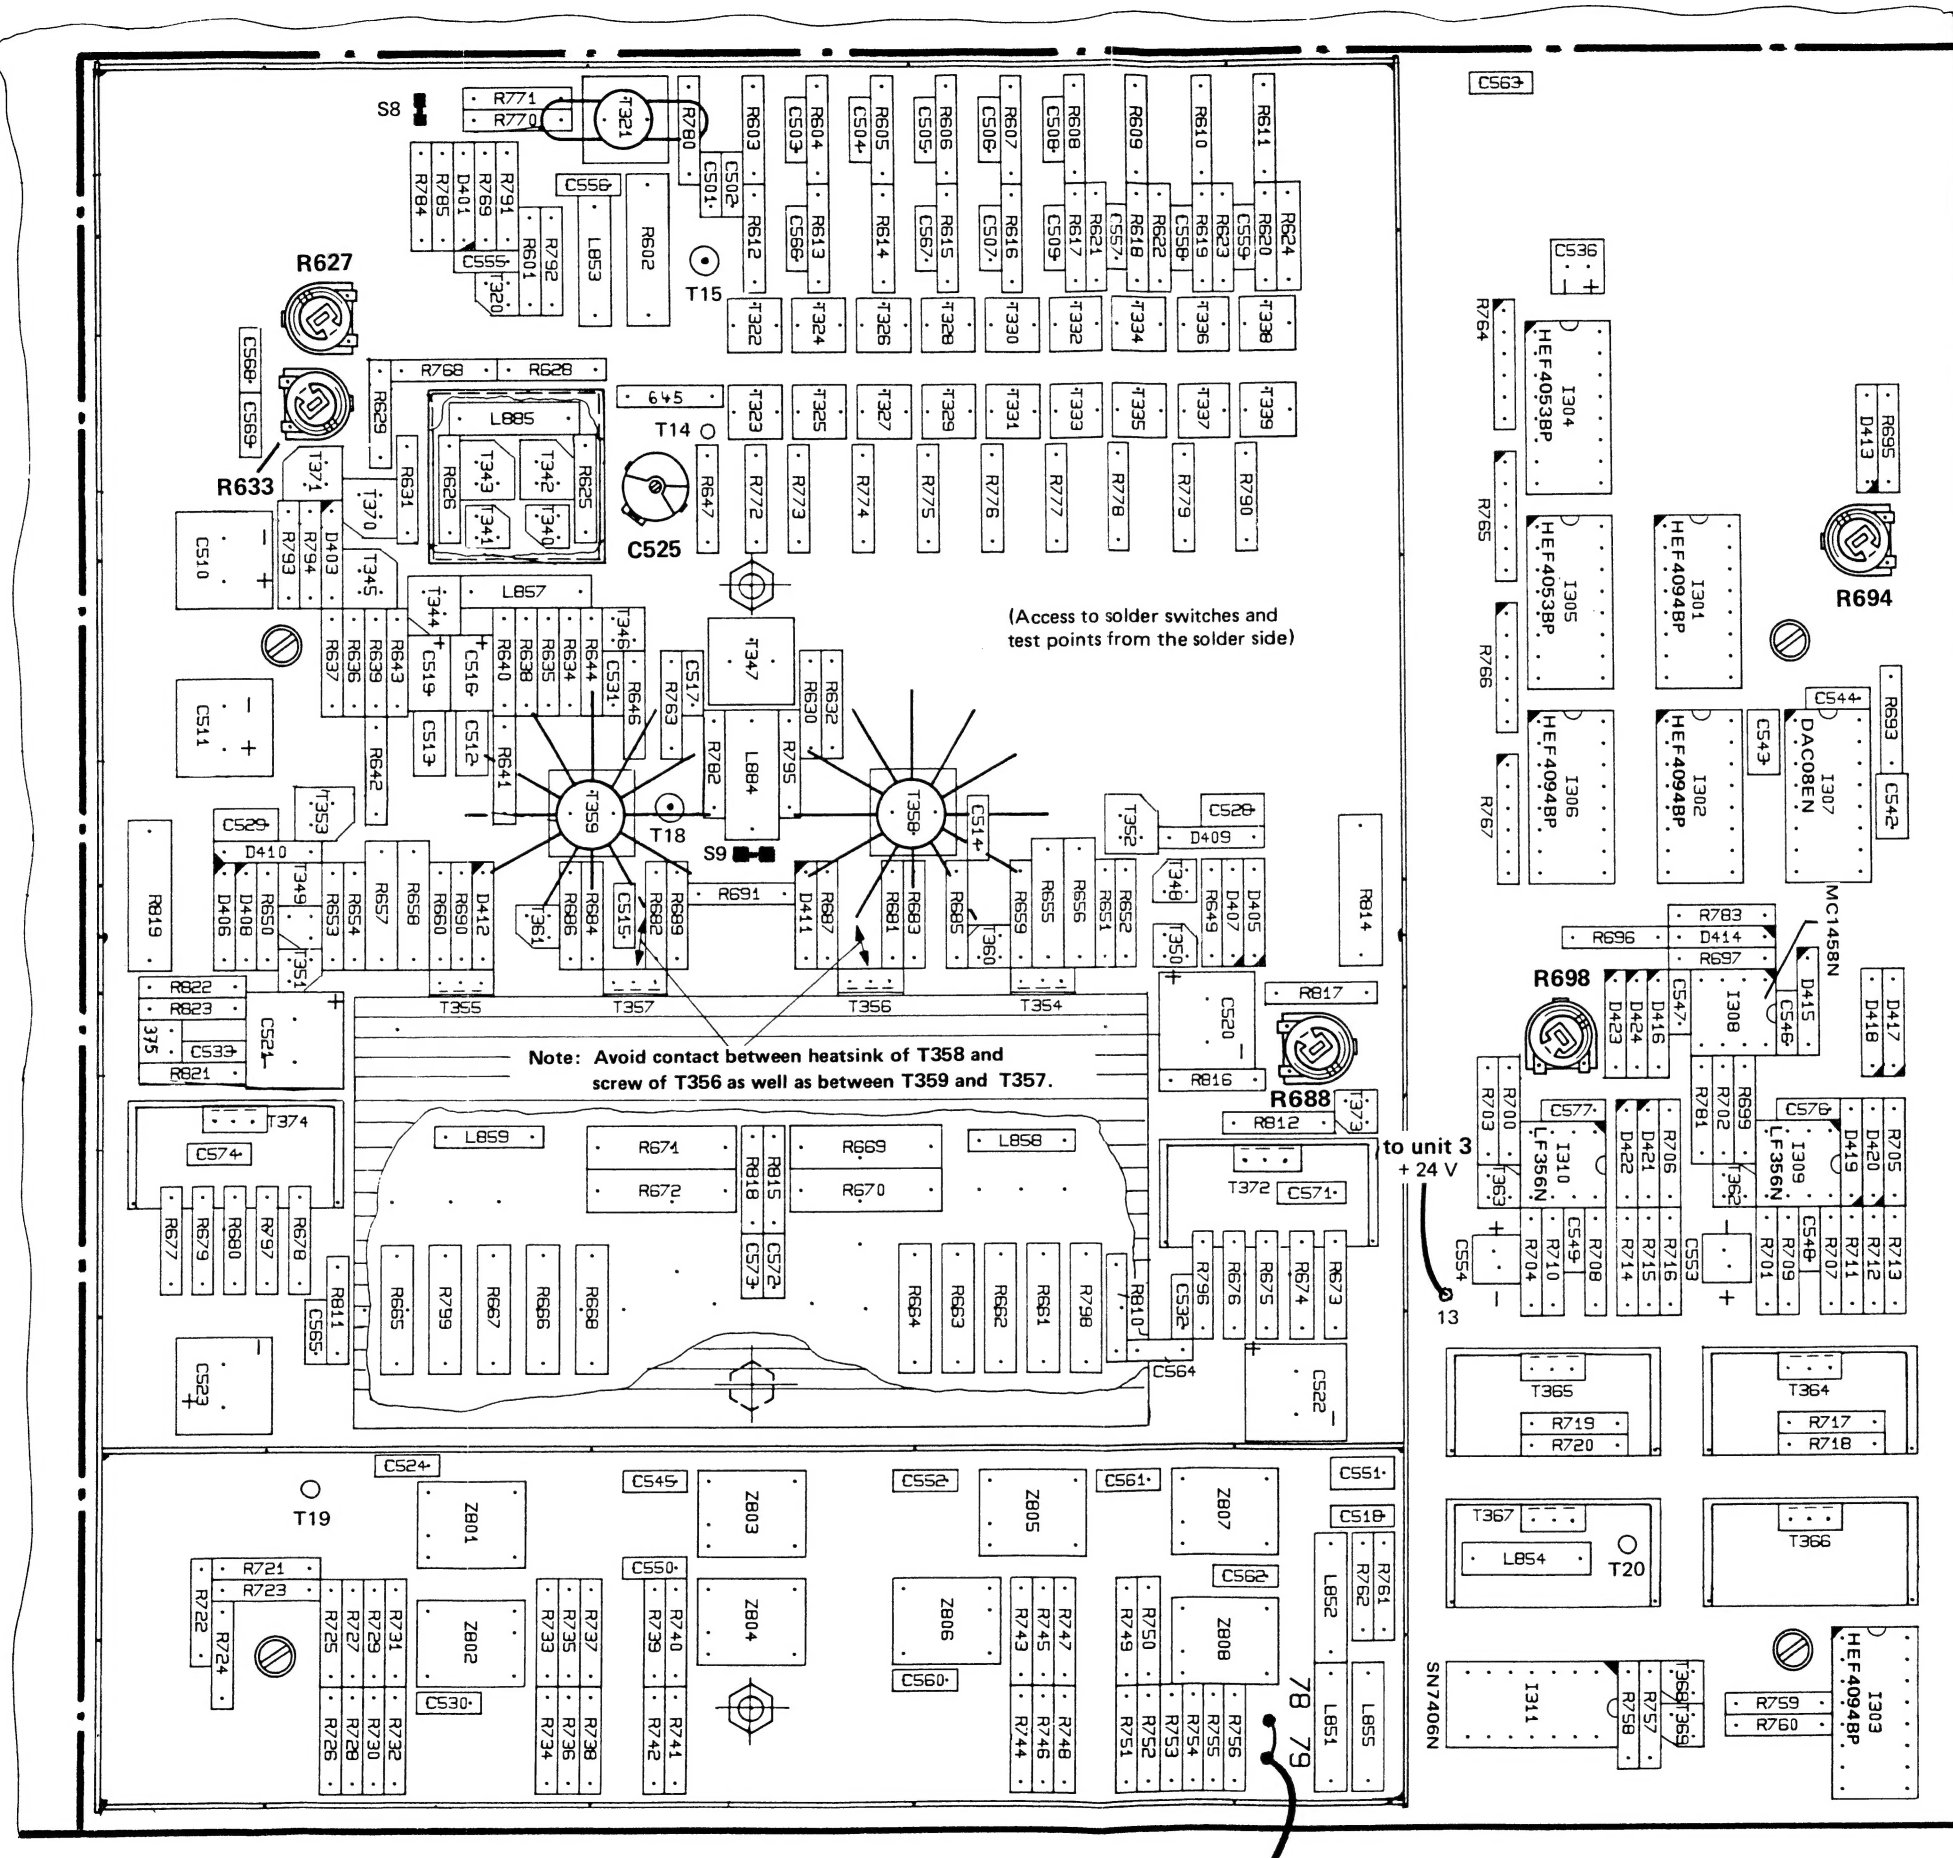 S8
R771
R770
T321
R780
R603
C503
R604
C504
R605
C505
R606
C506
R607
C508
R608
R609
R610
R611
C563
R784
R785
D401
R769
R791
C556
C501
C502
R601
R792
L853
R602
C555
T320
T15
R612
C566
R613
R614
C567
R615
C507
R616
C509
R617
R621
C557
R618
R622
C558
R619
R623
C559
R620
R624
C536
- +
R627
T322
T324
T326
T328
T330
T332
T334
T336
T338
R764
HEF4053BP
I304
C568
C569
R768
R628
R629
645
T14
T323
T325
T327
T329
T331
T333
T335
T337
T339
D413
R695
R633
T371
T370
R631
L885
R626
T343
T342
R625
T341
T340
C525
R647
R772
R773
R774
R775
R776
R777
R778
R779
R790
R765
HEF4053BP
I305
HEF4094BP
I301
R694
C510
- +
R793
R794
D403
T345
T344
L857
T346
T347
(Access to solder switches and
test points from the solder side)
R637
R636
R639
R643
C519
+
C516
+
R640
R638
R635
R634
R644
C531
R646
R763
C517
R630
R632
R766
C544
R693
C511
- +
R642
C513
C512
R641
R782
L884
R795
HEF4094BP
I306
HEF4094BP
I302
C543
DAC08EN
I307
C542
R767
T353
C529
D410
T359
T18
S9
T358
C514
T352
C528
D409
R819
D406
D408
R650
T349
T351
R653
R654
R657
R658
R660
R690
D412
T361
R686
R684
C515
R682
R689
R691
D411
R687
R681
R683
R685
T360
R659
R655
R656
R651
R652
T348
T350
R649
D407
D405
R814
MC1458N
R783
R696
D414
R697
R822
R823
375
C533
R821
C521
+
-
T355
T357
T356
T354
C520
+
-
R817
R816
R688
R698
D423
D424
D416
C547
I308
C546
D415
D418
D417
Note: Avoid contact between heatsink of T358 and
screw of T356 as well as between T359 and T357.
T374
C574
L859
R671
R672
R818
R815
C573
C572
R669
R670
L858
R812
T373
T372
C571
to unit 3
+ 24 V
13
R703
R700
C577
LF356N
I310
T363
D422
D421
R706
R781
R702
R699
T362
C576
LF356N
I309
D419
D420
R705
R677
R679
R680
R797
R678
R811
C565
R665
R799
R667
R666
R668
R664
R663
R662
R661
R798
R810
C532
C564
R796
R676
R675
R674
R673
C554
+
-
R704
R710
C549
R708
R714
R715
R716
C553
-
+
R701
R709
C548
R707
R711
R712
R713
C523
-
+
C522
+
-
T365
R719
R720
T364
R717
R718
C524
T19
Z801
C545
Z803
C552
Z805
C561
Z807
C551
C518
T367
L854
T20
T366
R721
R723
R722
R724
R725
R727
R729
R731
Z802
C530
R733
R735
R737
C550
R739
R740
Z804
Z806
C560
R743
R745
R747
R749
R750
C562
Z808
L852
R762
R761
R726
R728
R730
R732
R734
R736
R738
R742
R741
R744
R746
R748
R751
R752
R753
R754
R755
R756
78
79
L851
L855
SN7406N
I311
R758
R757
T368
T369
R759
R760
HEF4094BP
I303